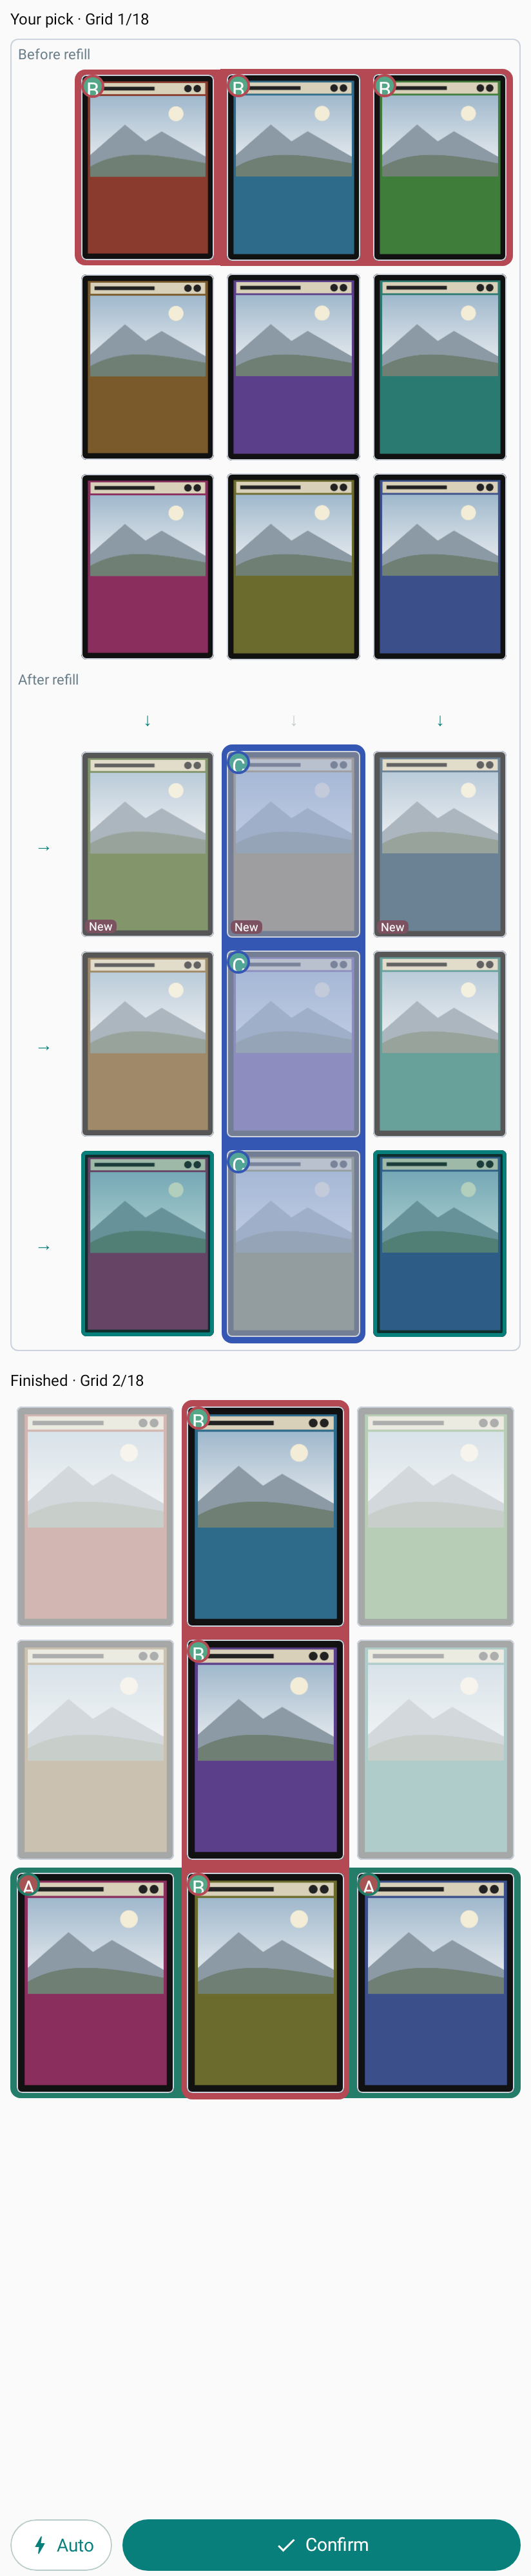 Your pick · Grid 1/18
Before refill
B B B
After refill
↓ ↓ ↓
C
→
New New New
C
→
C
→
Finished · Grid 2/18
B
B
A B A
Auto Confirm